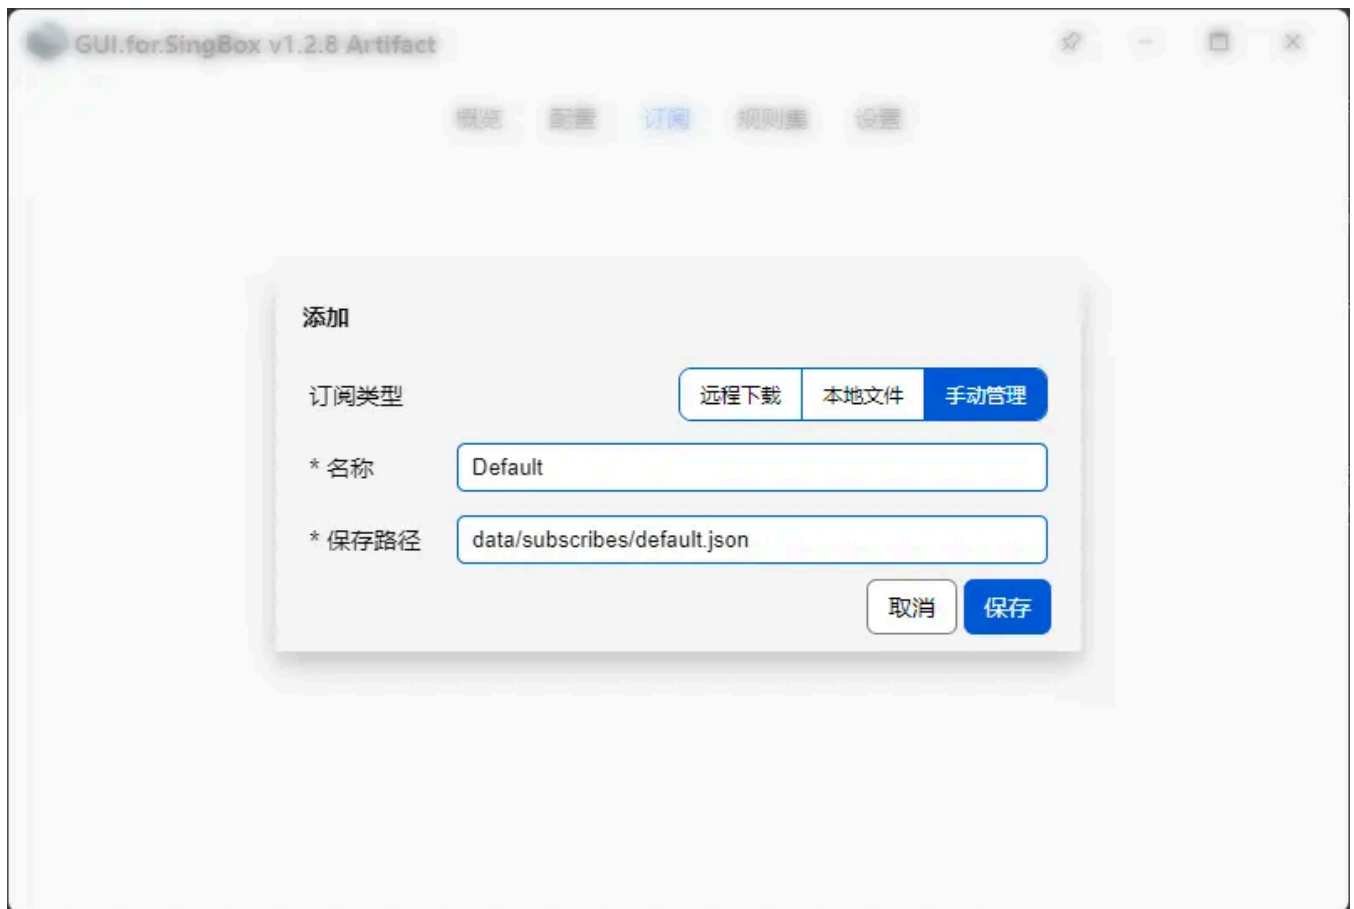 GUI.for.SingBox v1.2.8 Artifact
概览 配置 订阅 规则集 设置
添加
订阅类型 远程下载 本地文件 手动管理
* 名称 Default
* 保存路径 data/subscribes/default.json
取消 保存